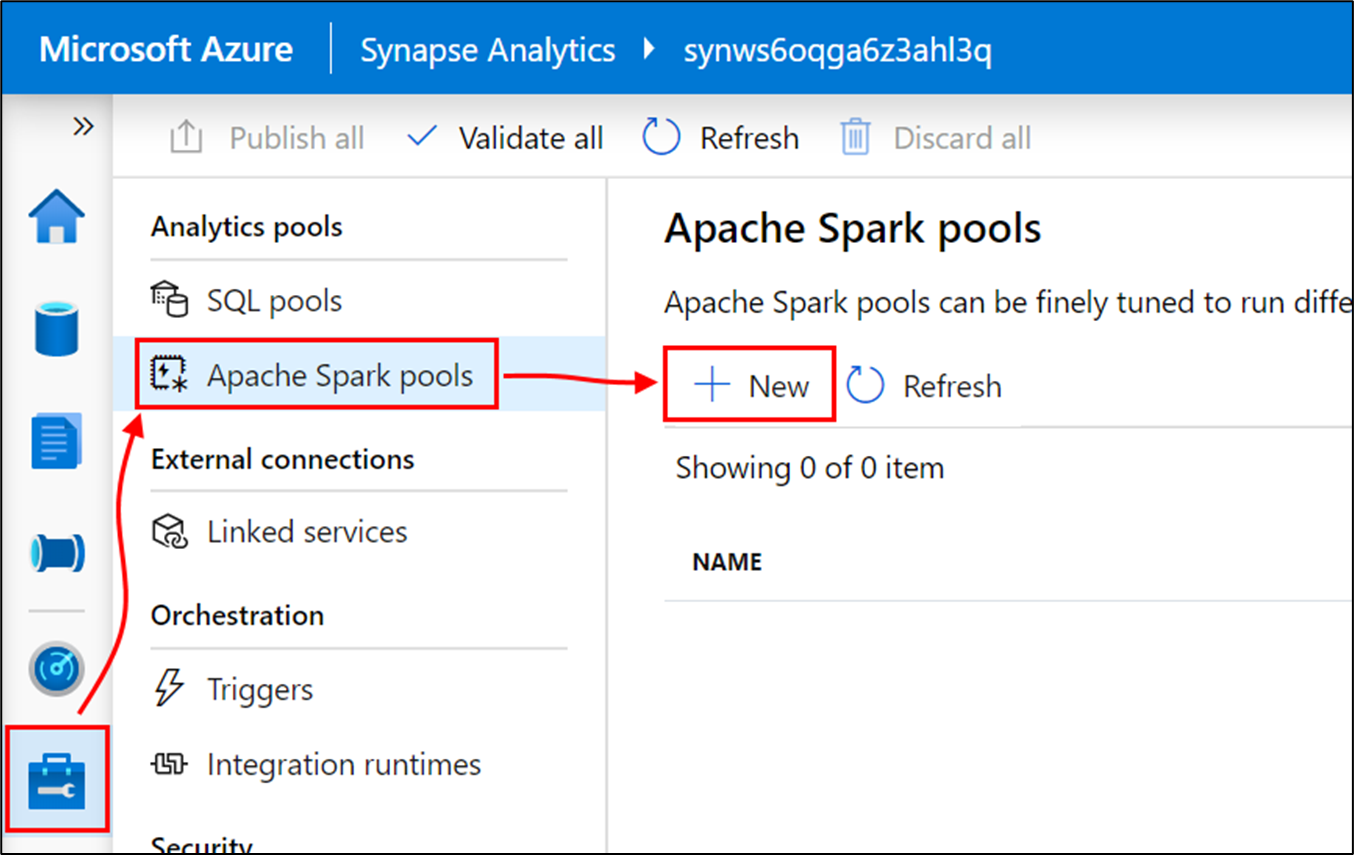 Microsoft Azure | Synapse Analytics synws6oqga6z3ahl3q
Publish all Validate all Refresh Discard all
Analytics pools
SQL pools
Apache Spark pools
External connections
Linked services
Orchestration
Triggers
Integration runtimes
Security
Apache Spark pools
Apache Spark pools can be finely tuned to run diffe
New Refresh
Showing 0 of 0 item
NAME